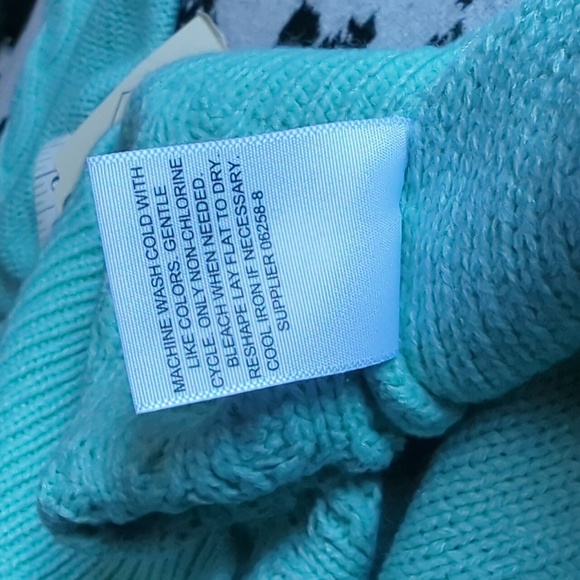 MACHINE WASH COLD WITH
LIKE COLORS. GENTLE
CYCLE. ONLY NON-CHLORINE
BLEACH WHEN NEEDED.
RESHAPE LAY FLAT TO DRY
COOL IRON IF NECESSARY.
SUPPLIER 06258-8